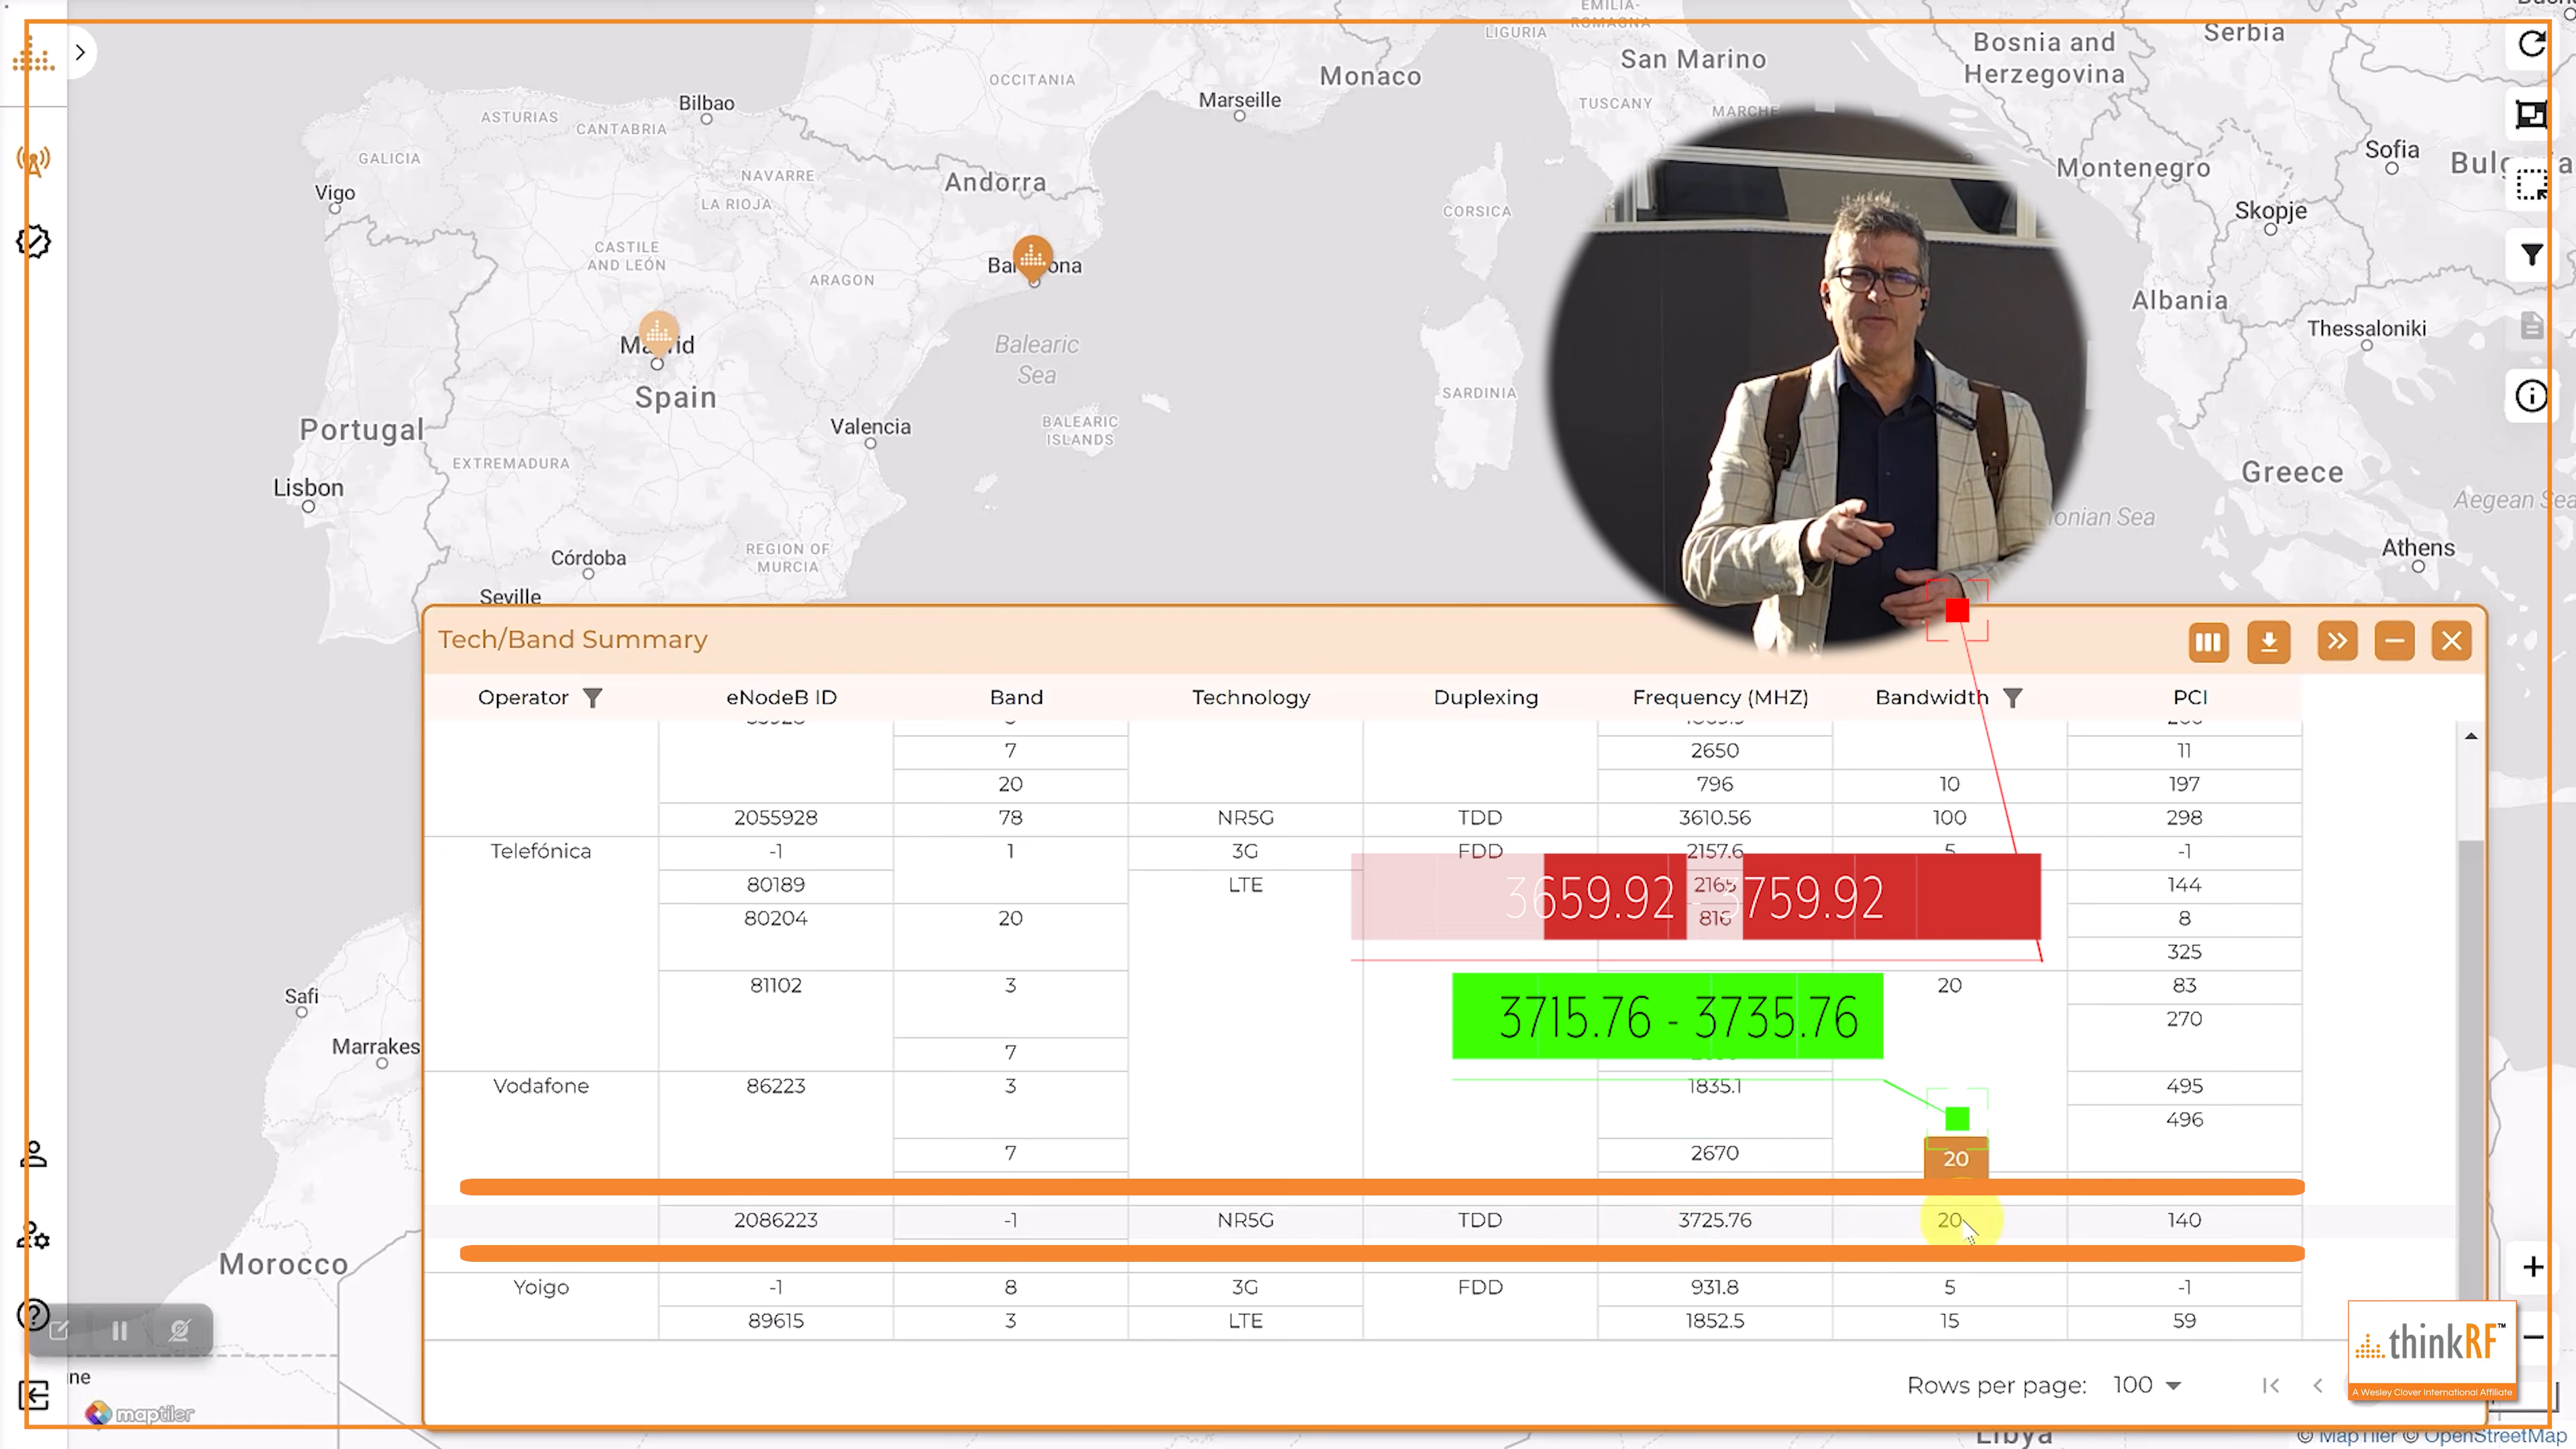 EMILIA-
ROMAGNA
LIGURIA
Bosnia and
Herzegovina
Serbia
San Marino
Monaco
OCCITANIA
Marseille
TUSCANY
MARCHE
Bilbao
ASTURIAS
CANTABRIA
GALICIA
NAVARRE
Andorra
Montenegro
Sofia
Vigo
LA RIOJA
CORSICA
Skopje
CASTILE
AND LEÓN
ARAGON
Albania
Thessaloniki
Balearic
Sea
Spain
SARDINIA
Portugal
Valencia
BALEARIC
ISLANDS
EXTREMADURA
Greece
Lisbon
Aegean Sea
Córdoba
REGION OF
MURCIA
Athens
Seville
Tech/Band Summary
Operator eNodeB ID Band Technology Duplexing Frequency (MHZ) Bandwidth PCI
7 2650 11
20 796 10 197
2055928 78 NR5G TDD 3610.56 100 298
Telefónica -1 1 3G FDD 2157.6 5 -1
80189 LTE 2165 144
3659.92 - 3759.92
80204 20 816 8
325
81102 3 20 83
3715.76 - 3735.76
270
7
Vodafone 86223 3 1835.1 495
496
7 2670 20
2086223 -1 NR5G TDD 3725.76 20 140
Yoigo -1 8 3G FDD 931.8 5 -1
89615 3 LTE 1852.5 15 59
Rows per page: 100
Safi
Marrakes
Morocco
maptiler
thinkRF™
A Wesley Clover International Affiliate
Libya
© MapTiler © OpenStreetMap